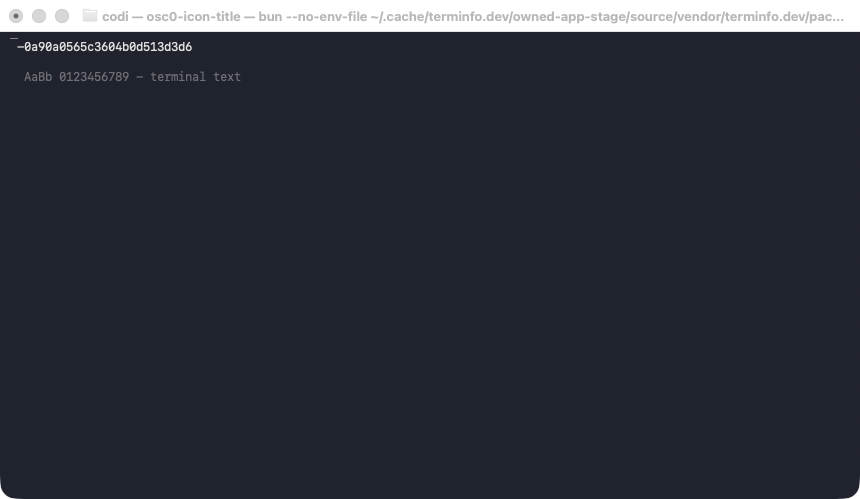 codi — osc0-icon-title — bun --no-env-file ~/.cache/terminfo.dev/owned-app-stage/source/vendor/terminfo.dev/pac...
—0a90a0565c3604b0d513d3d6
AaBb 0123456789 — terminal text